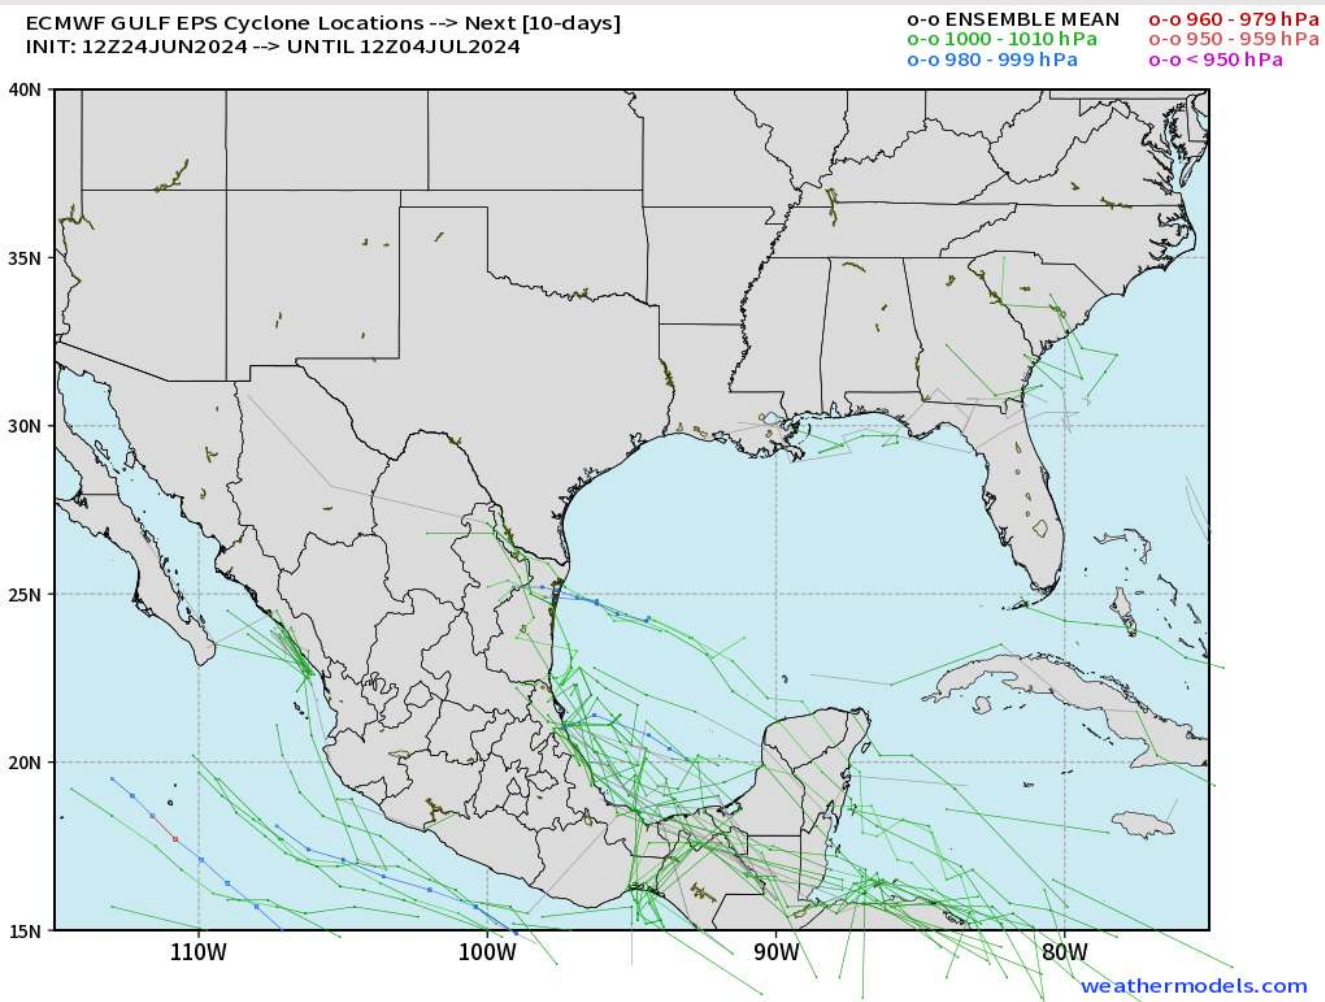 ECMWF GULF EPS Cyclone Locations --> Next [10-days]
INIT: 12Z24JUN2024 --> UNTIL 12Z04JUL2024
o-o ENSEMBLE MEAN
o-o 1000 - 1010 hPa
o-o 980 - 999 hPa
o-o 960 - 979 hPa
o-o 950 - 959 hPa
o-o < 950 hPa
40N
35N
30N
25N
20N
15N
110W
100W
90W
80W
weathermodels.com